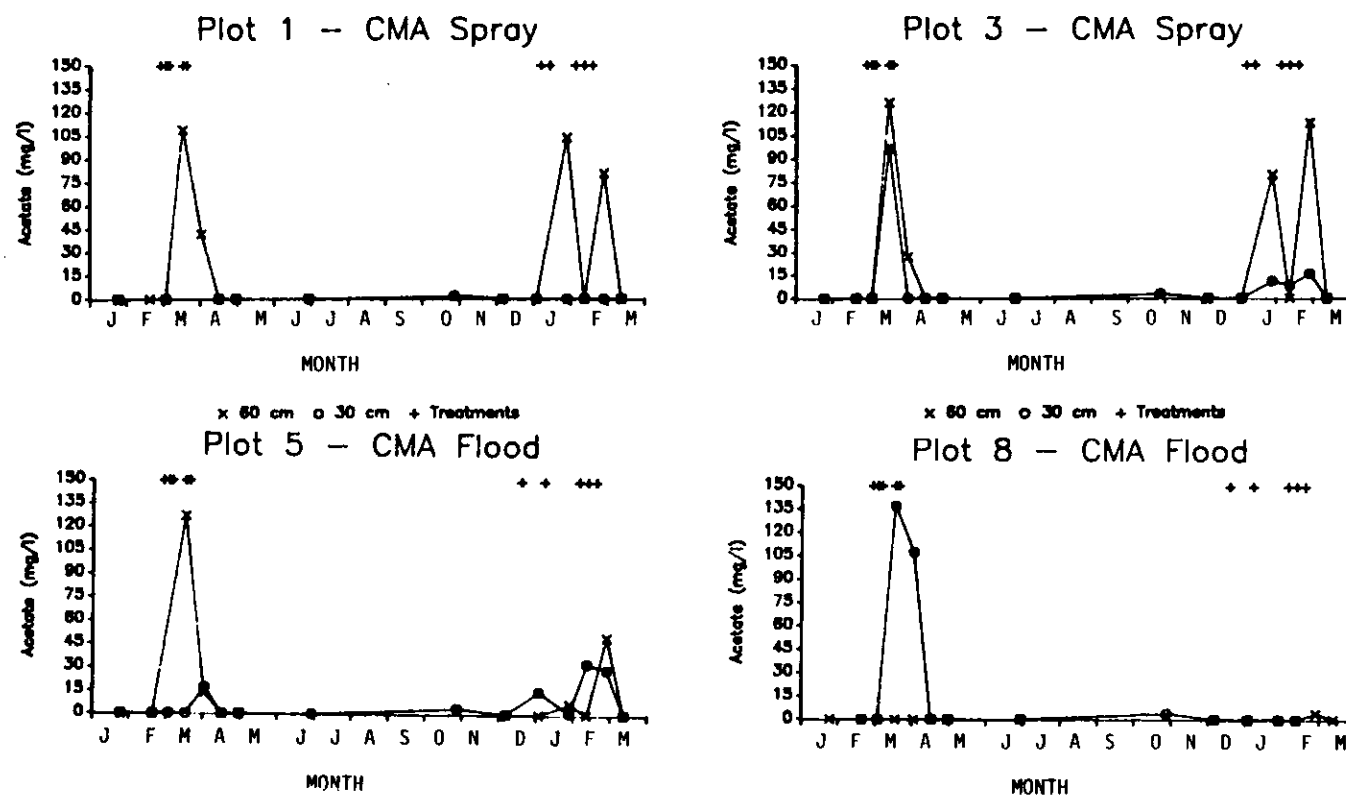 Plot 1 – CMA Spray
150
135
120
105
90
75
60
45
30
15
0
Acetate (mg/l)
J F M A M J J A S O N D J F M
MONTH
Plot 3 – CMA Spray
150
135
120
105
90
75
60
45
30
15
0
Acetate (mg/l)
J F M A M J J A S O N D J F M
MONTH
x 60 cm o 30 cm + Treatments
x 60 cm o 30 cm + Treatments
Plot 5 – CMA Flood
150
135
120
105
90
75
60
45
30
15
0
Acetate (mg/l)
J F M A M J J A S O N D J F M
MONTH
Plot 8 – CMA Flood
150
135
120
105
90
75
60
45
30
15
0
Acetate (mg/l)
J F M A M J J A S O N D J F M
MONTH